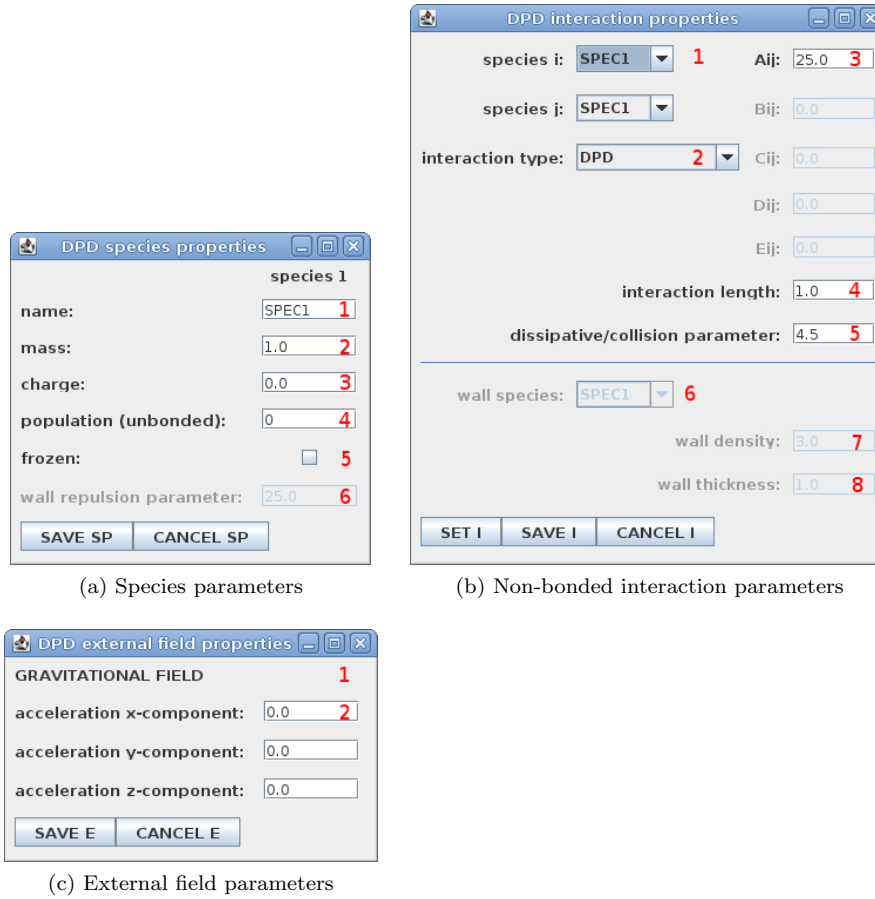 DPD interaction properties
species i: SPEC1 1 Aij: 25.0 3
species j: SPEC1 Bij: 0.0
interaction type: DPD 2 Cij: 0.0
Dij: 0.0
Eij: 0.0
interaction length: 1.0 4
dissipative/collision parameter: 4.5 5
wall species: SPEC1 6
wall density: 3.0 7
wall thickness: 1.0 8
SET I SAVE I CANCEL I
DPD species properties
species 1
name: SPEC1 1
mass: 1.0 2
charge: 0.0 3
population (unbonded): 0 4
frozen: 5
wall repulsion parameter: 25.0 6
SAVE SP CANCEL SP
(a) Species parameters
(b) Non-bonded interaction parameters
DPD external field properties
GRAVITATIONAL FIELD 1
acceleration x-component: 0.0 2
acceleration y-component: 0.0
acceleration z-component: 0.0
SAVE E CANCEL E
(c) External field parameters